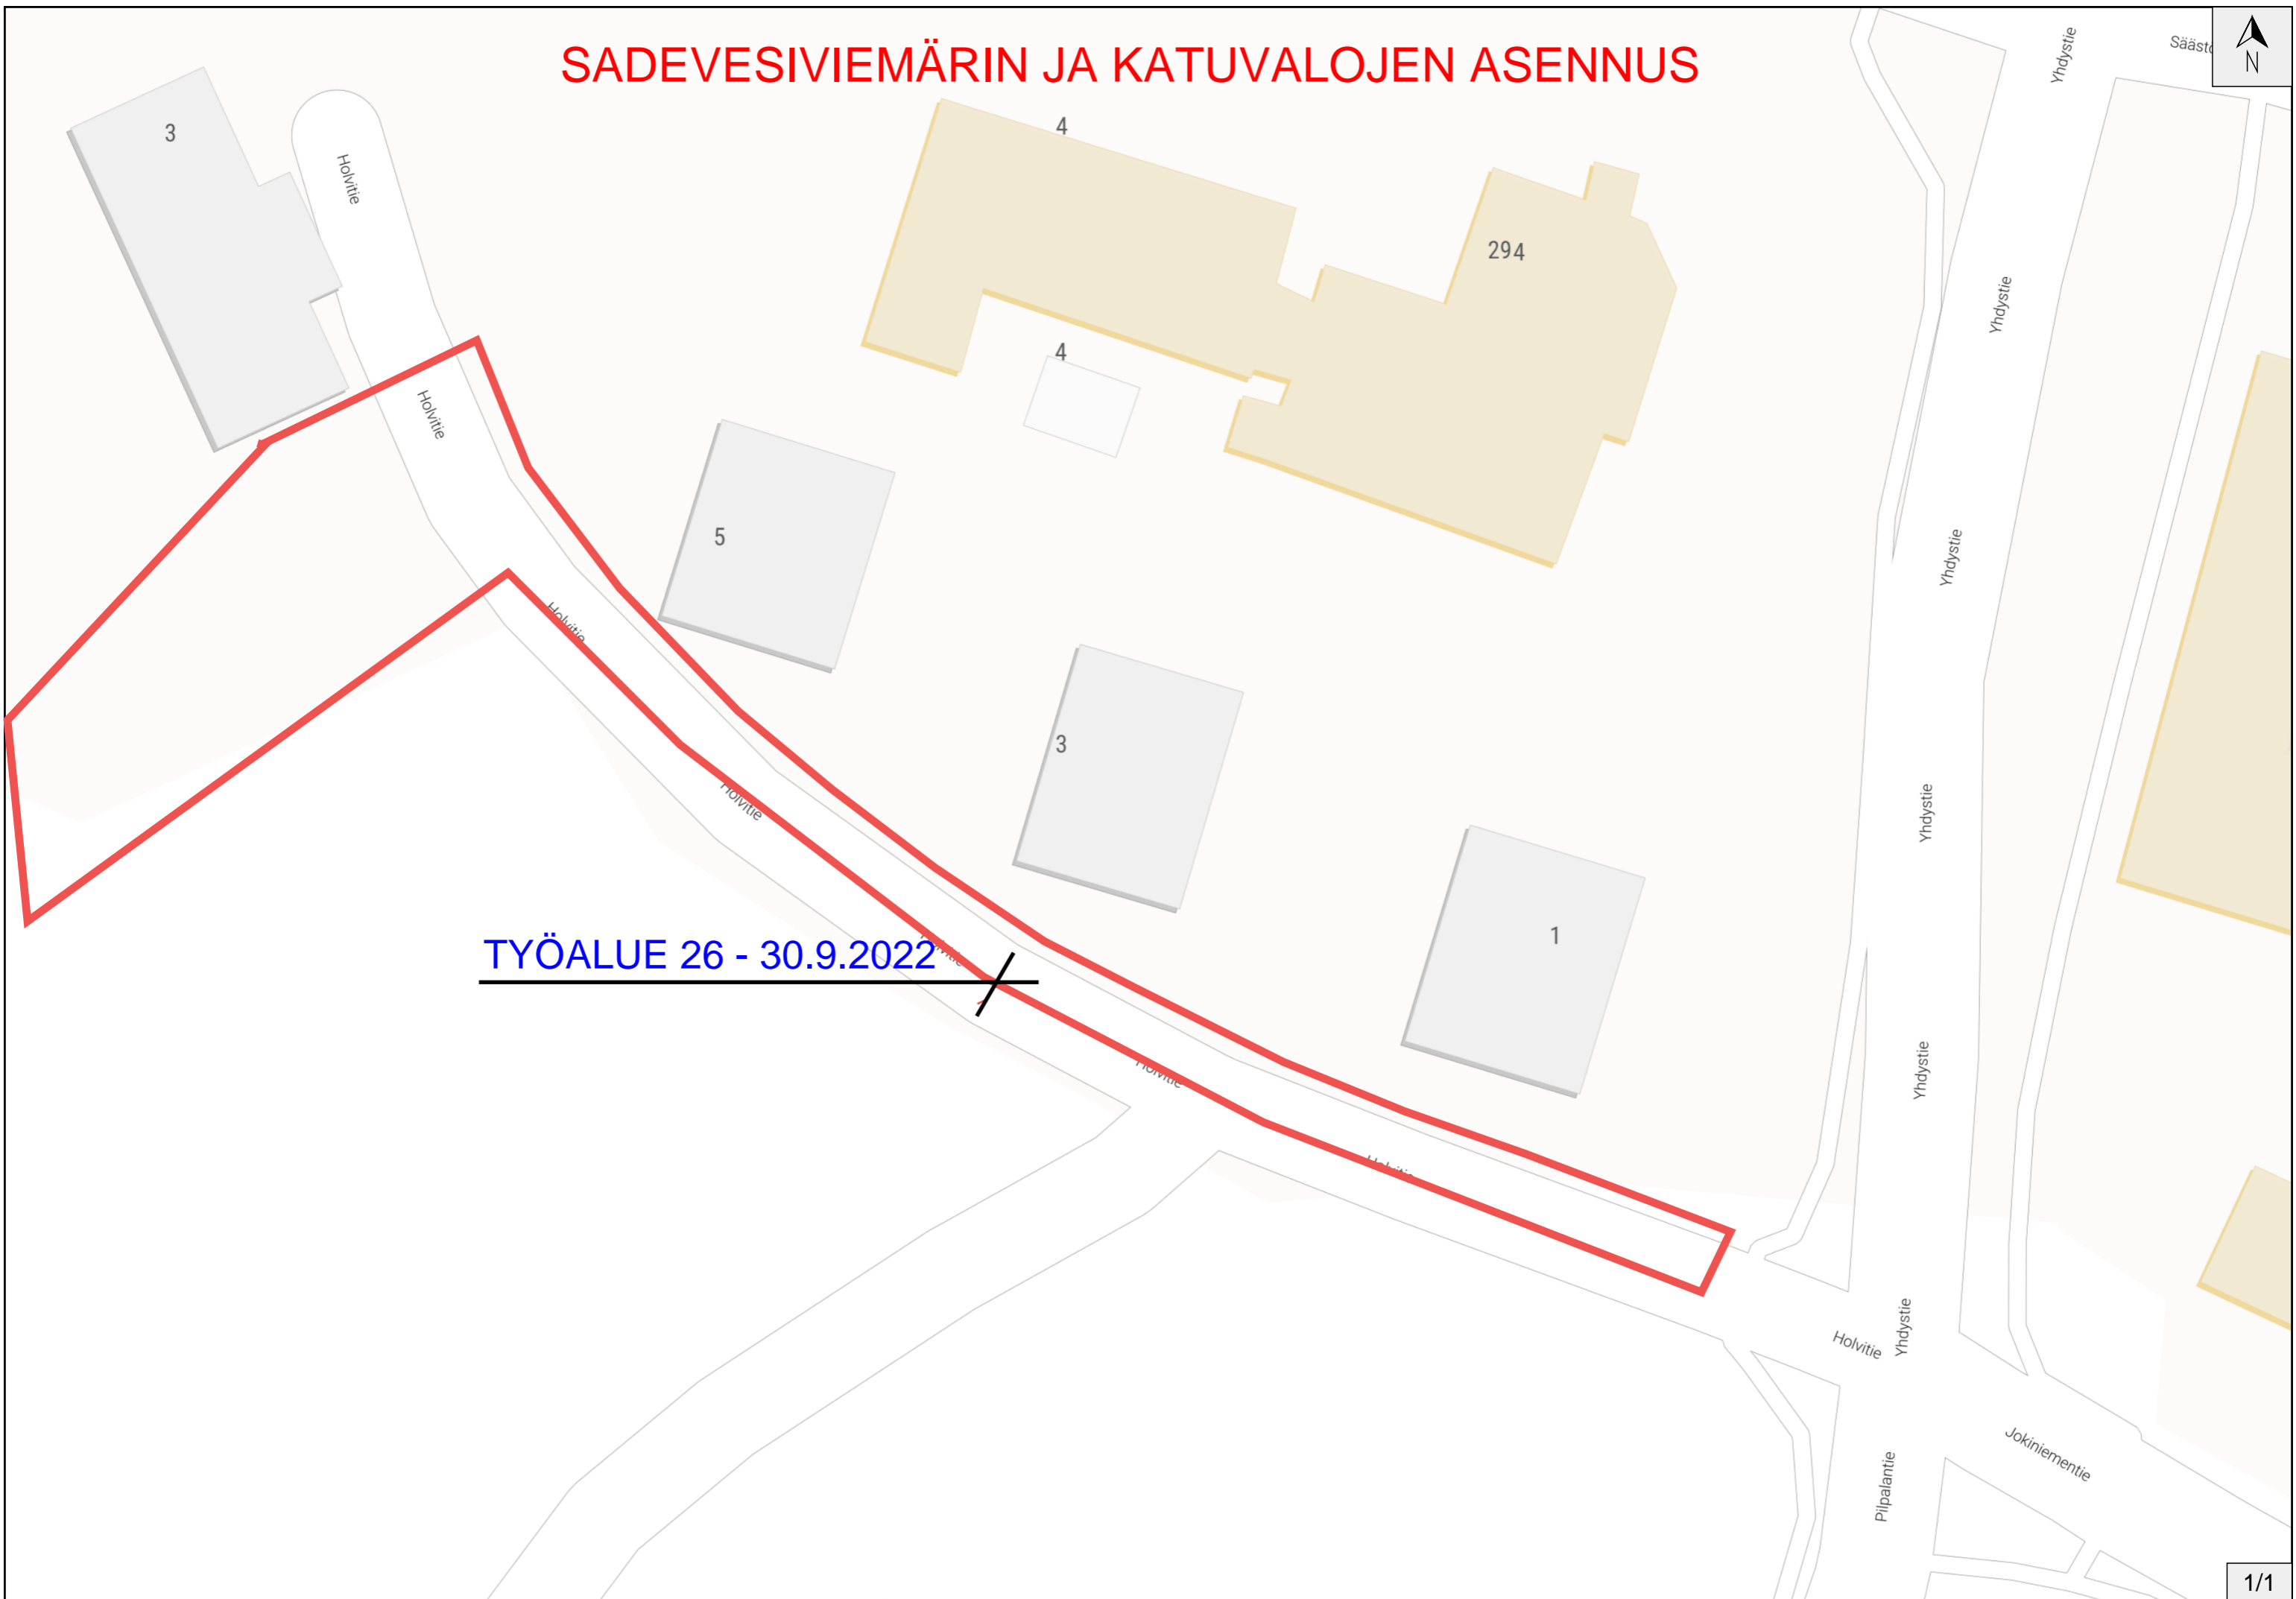 SADEVESIVIEMÄRIN JA KATUVALOJEN ASENNUS
N
Yhdystie
3
4
Holvitie
294
Yhdystie
4
Holvitie
5
Yhdystie
Holvitie
3
Holvitie
Yhdystie
1
TYÖALUE 26 - 30.9.2022
Holvitie
Yhdystie
Holvitie
Yhdystie
Holvitie
Jokiniementie
Pilpalantie
1/1